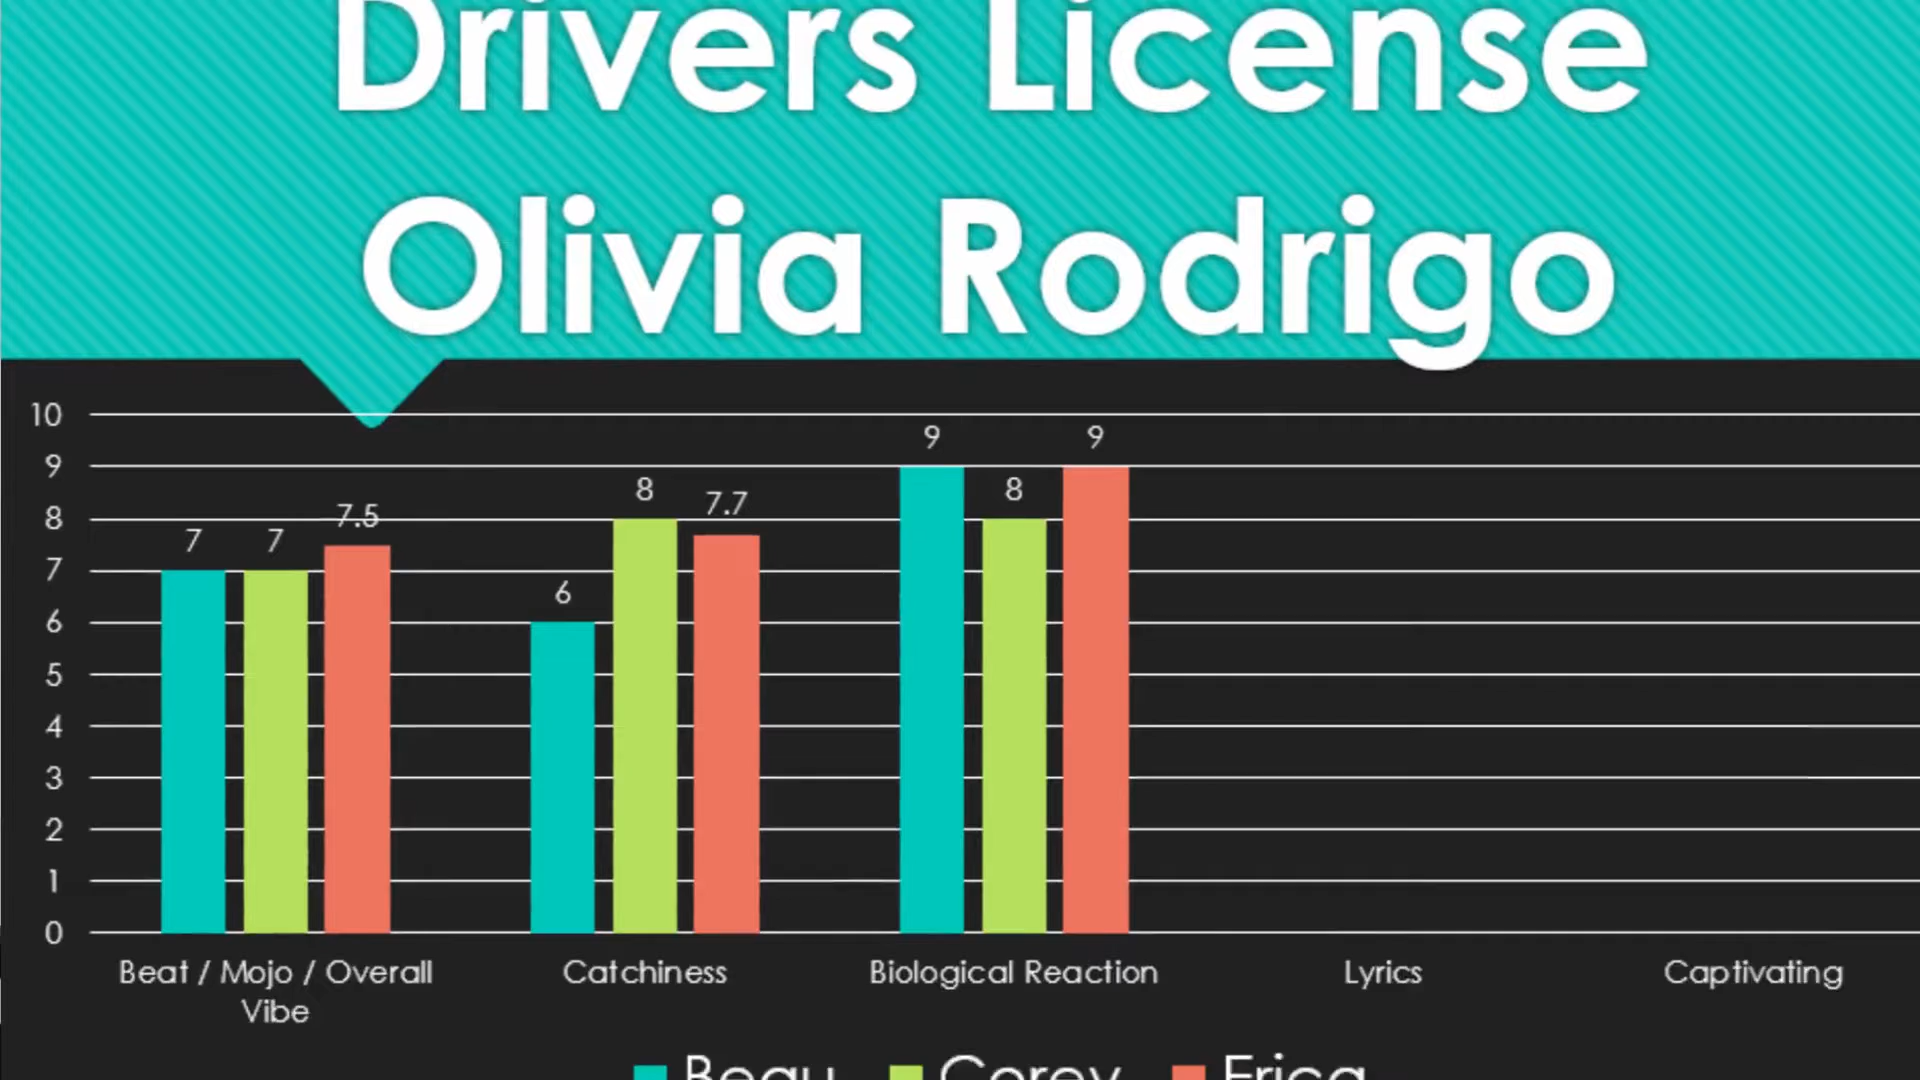 Drivers License
Olivia Rodrigo
10
9
8
7
6
5
4
3
2
1
0
7
7
7.5
6
8
7.7
9
8
9
Beat / Mojo / Overall
Vibe
Catchiness
Biological Reaction
Lyrics
Captivating
Beau Corey Erica